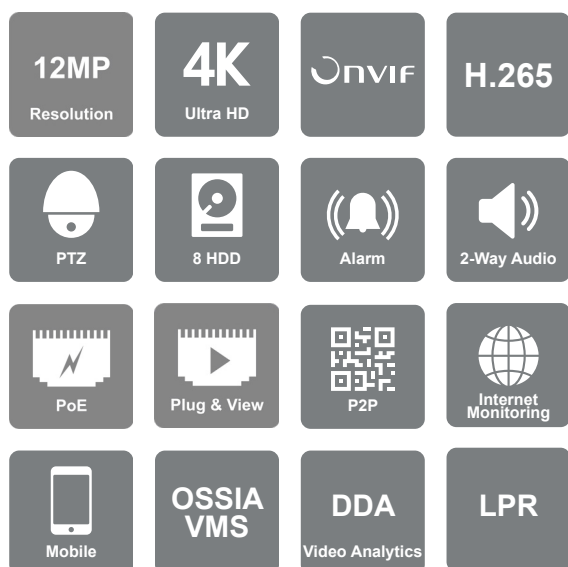 12MP
Resolution
4K
Ultra HD
ONVIF
H.265
PTZ
8 HDD
Alarm
2-Way Audio
PoE
Plug & View
P2P
Internet
Monitoring
Mobile
OSSIA
VMS
DDA
Video Analytics
LPR